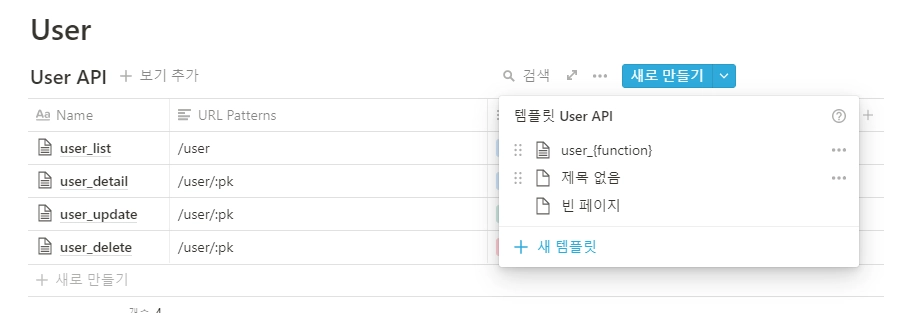 User
User API + 보기 추가 검색 ••• 새로 만들기
Aa Name URL Patterns +
템플릿 User API
user_list /user
user_{function} •••
user_detail /user/:pk
제목 없음 •••
user_update /user/:pk
빈 페이지
user_delete /user/:pk
+ 새 템플릿
+ 새로 만들기
개수 4